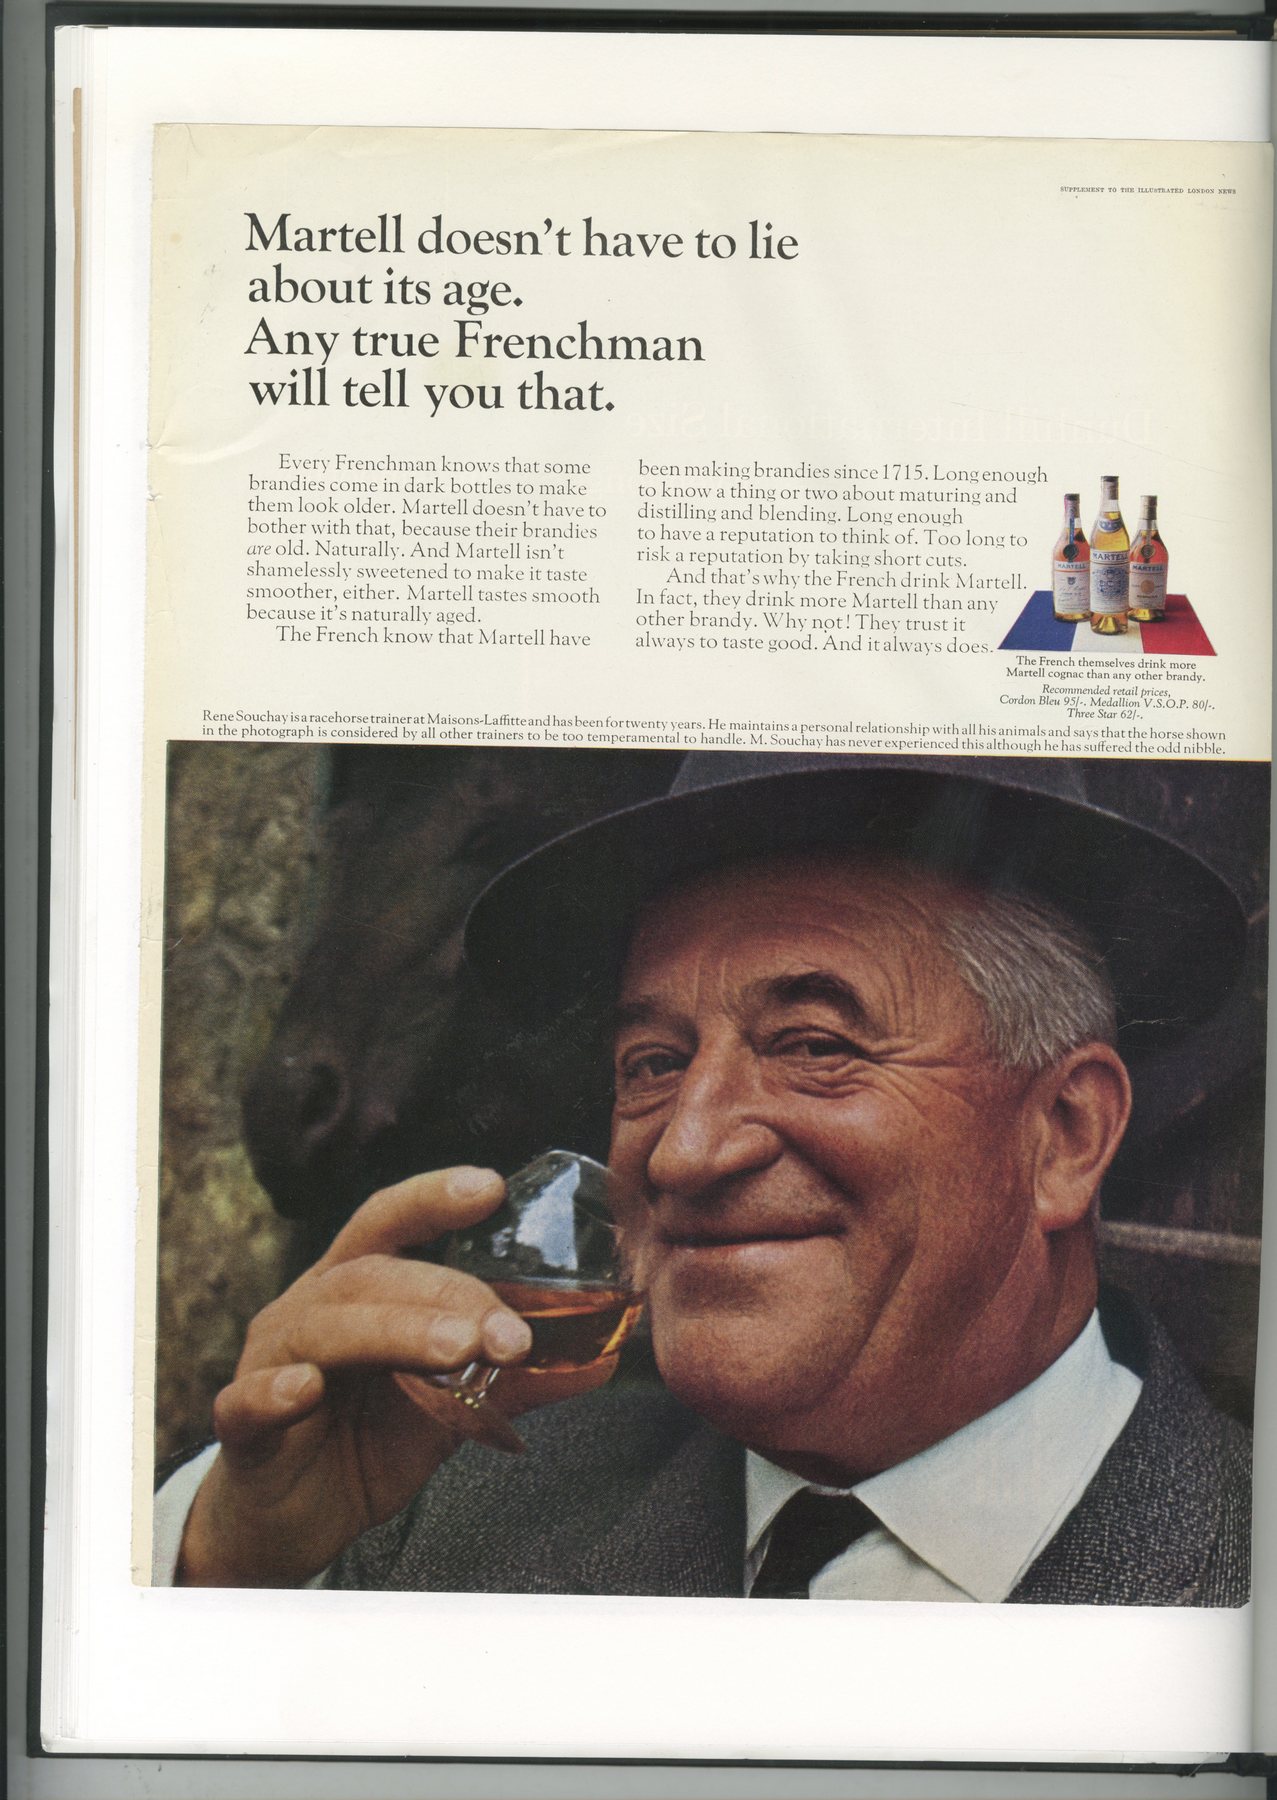 SUPPLEMENT TO THE ILLUSTRATED LONDON NEWS
Martell doesn't have to lie
about its age.
Any true Frenchman
will tell you that.
Every Frenchman knows that some
brandies come in dark bottles to make
them look older. Martell doesn't have to
bother with that, because their brandies
are old. Naturally. And Martell isn't
shamelessly sweetened to make it taste
smoother, either. Martell tastes smooth
because it's naturally aged.
The French know that Martell have
been making brandies since 1715. Long enough
to know a thing or two about maturing and
distilling and blending. Long enough
to have a reputation to think of. Too long to
risk a reputation by taking short cuts.
And that's why the French drink Martell.
In fact, they drink more Martell than any
other brandy. Why not! They trust it
always to taste good. And it always does.
MARTELL
MARTELL
MARTELL
The French themselves drink more
Martell cognac than any other brandy.
Recommended retail prices,
Cordon Bleu 95/-. Medallion V.S.O.P. 80/-.
Three Star 62/-.
Rene Souchay is a racehorse trainer at Maisons-Laffitte and has been for twenty years. He maintains a personal relationship with all his animals and says that the horse shown
in the photograph is considered by all other trainers to be too temperamental to handle. M. Souchay has never experienced this although he has suffered the odd nibble.